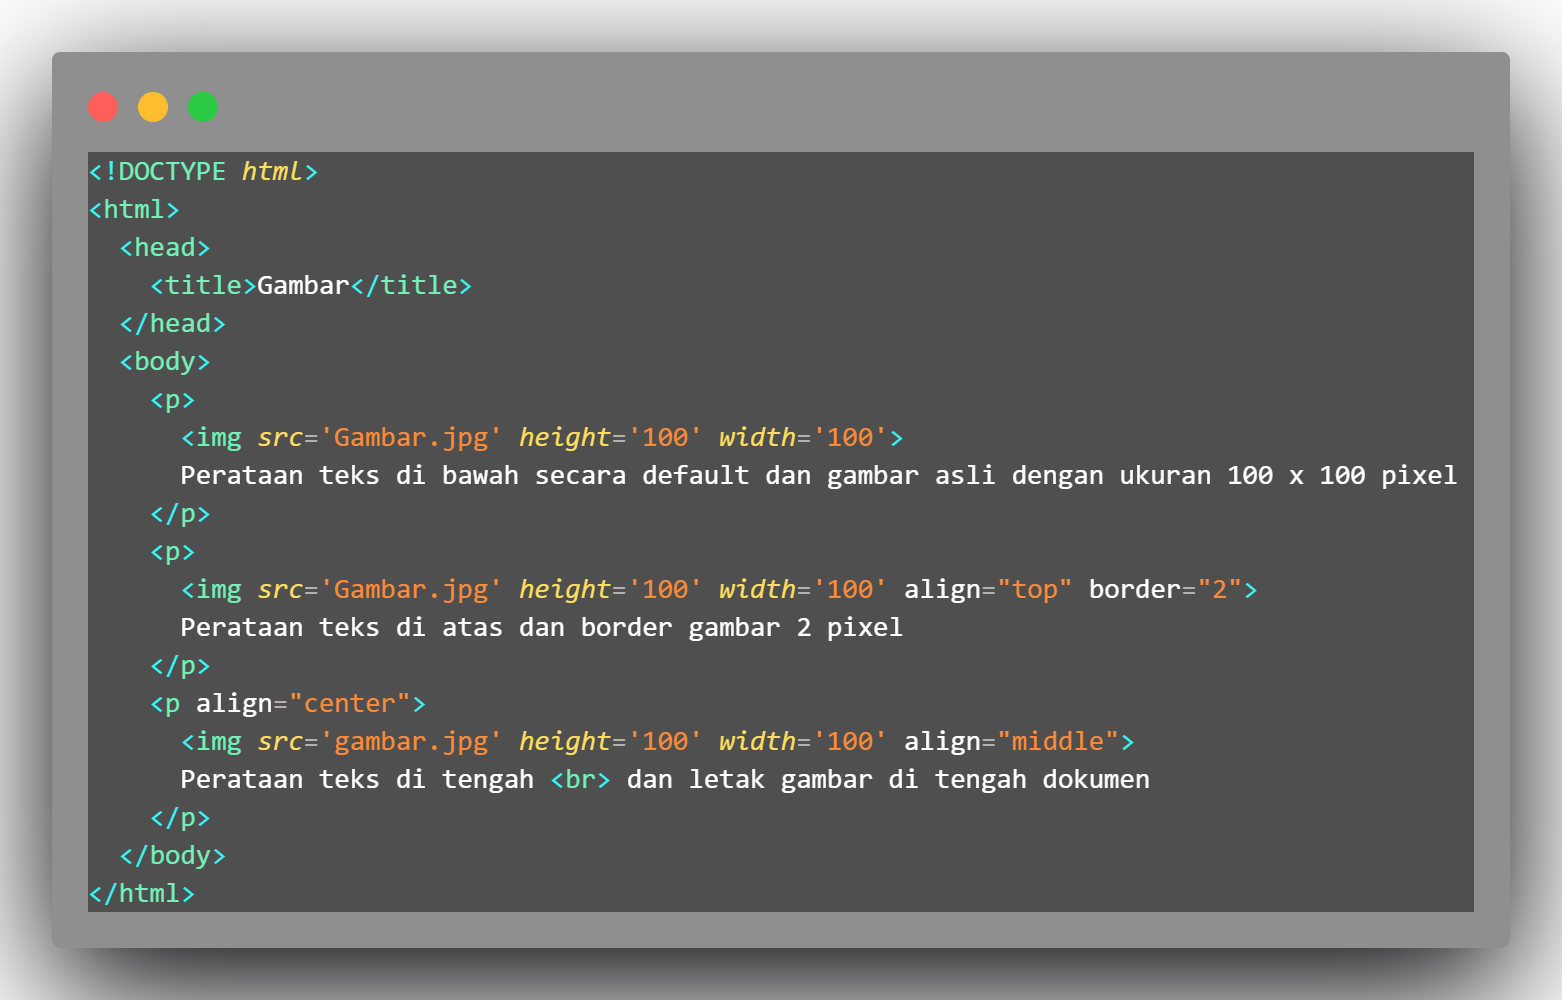 <!DOCTYPE html>
<html>
  <head>
    <title>Gambar</title>
  </head>
  <body>
    <p>
      <img src='Gambar.jpg' height='100' width='100'>
      Perataan teks di bawah secara default dan gambar asli dengan ukuran 100 x 100 pixel
    </p>
    <p>
      <img src='Gambar.jpg' height='100' width='100' align="top" border="2">
      Perataan teks di atas dan border gambar 2 pixel
    </p>
    <p align="center">
      <img src='gambar.jpg' height='100' width='100' align="middle">
      Perataan teks di tengah <br> dan letak gambar di tengah dokumen
    </p>
  </body>
</html>